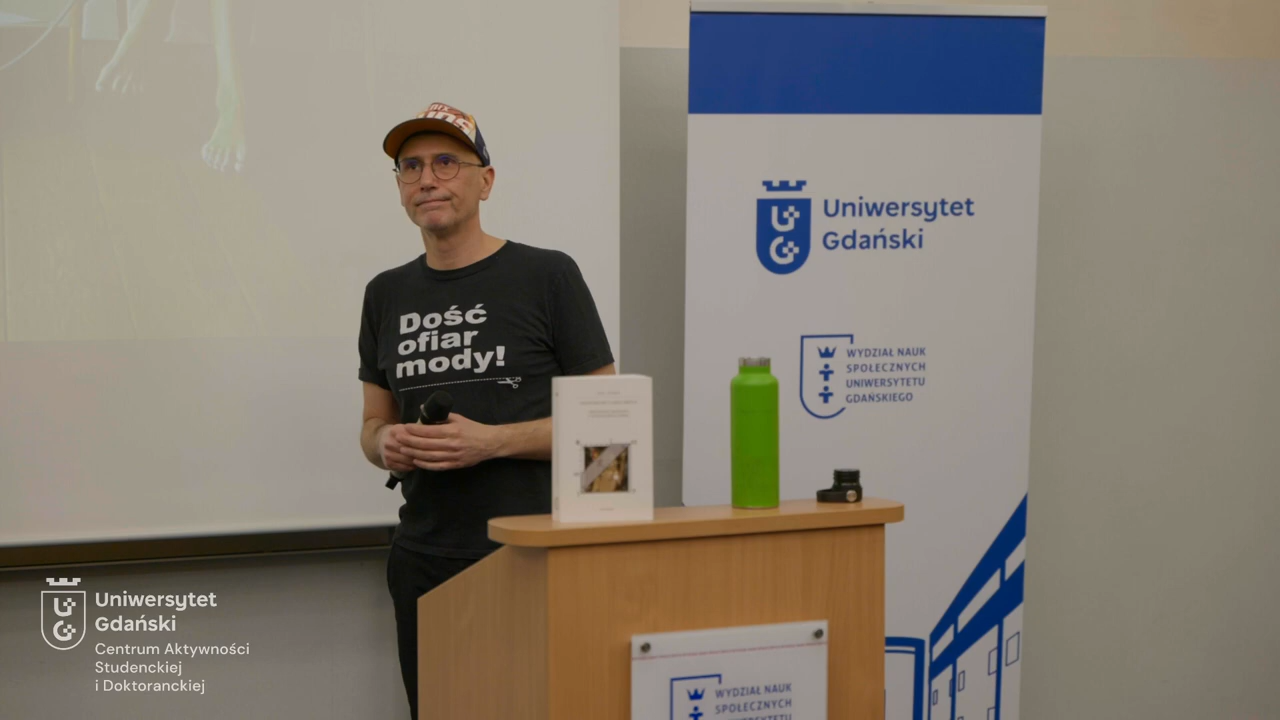 Dość
ofiar
mody!
Uniwersytet
Gdański
WYDZIAŁ NAUK
SPOŁECZNYCH
UNIWERSYTETU
GDAŃSKIEGO
WYDZIAŁ NAUK
SPOŁECZNYCH
Uniwersytet
Gdański
Centrum Aktywności
Studenckiej
i Doktoranckiej